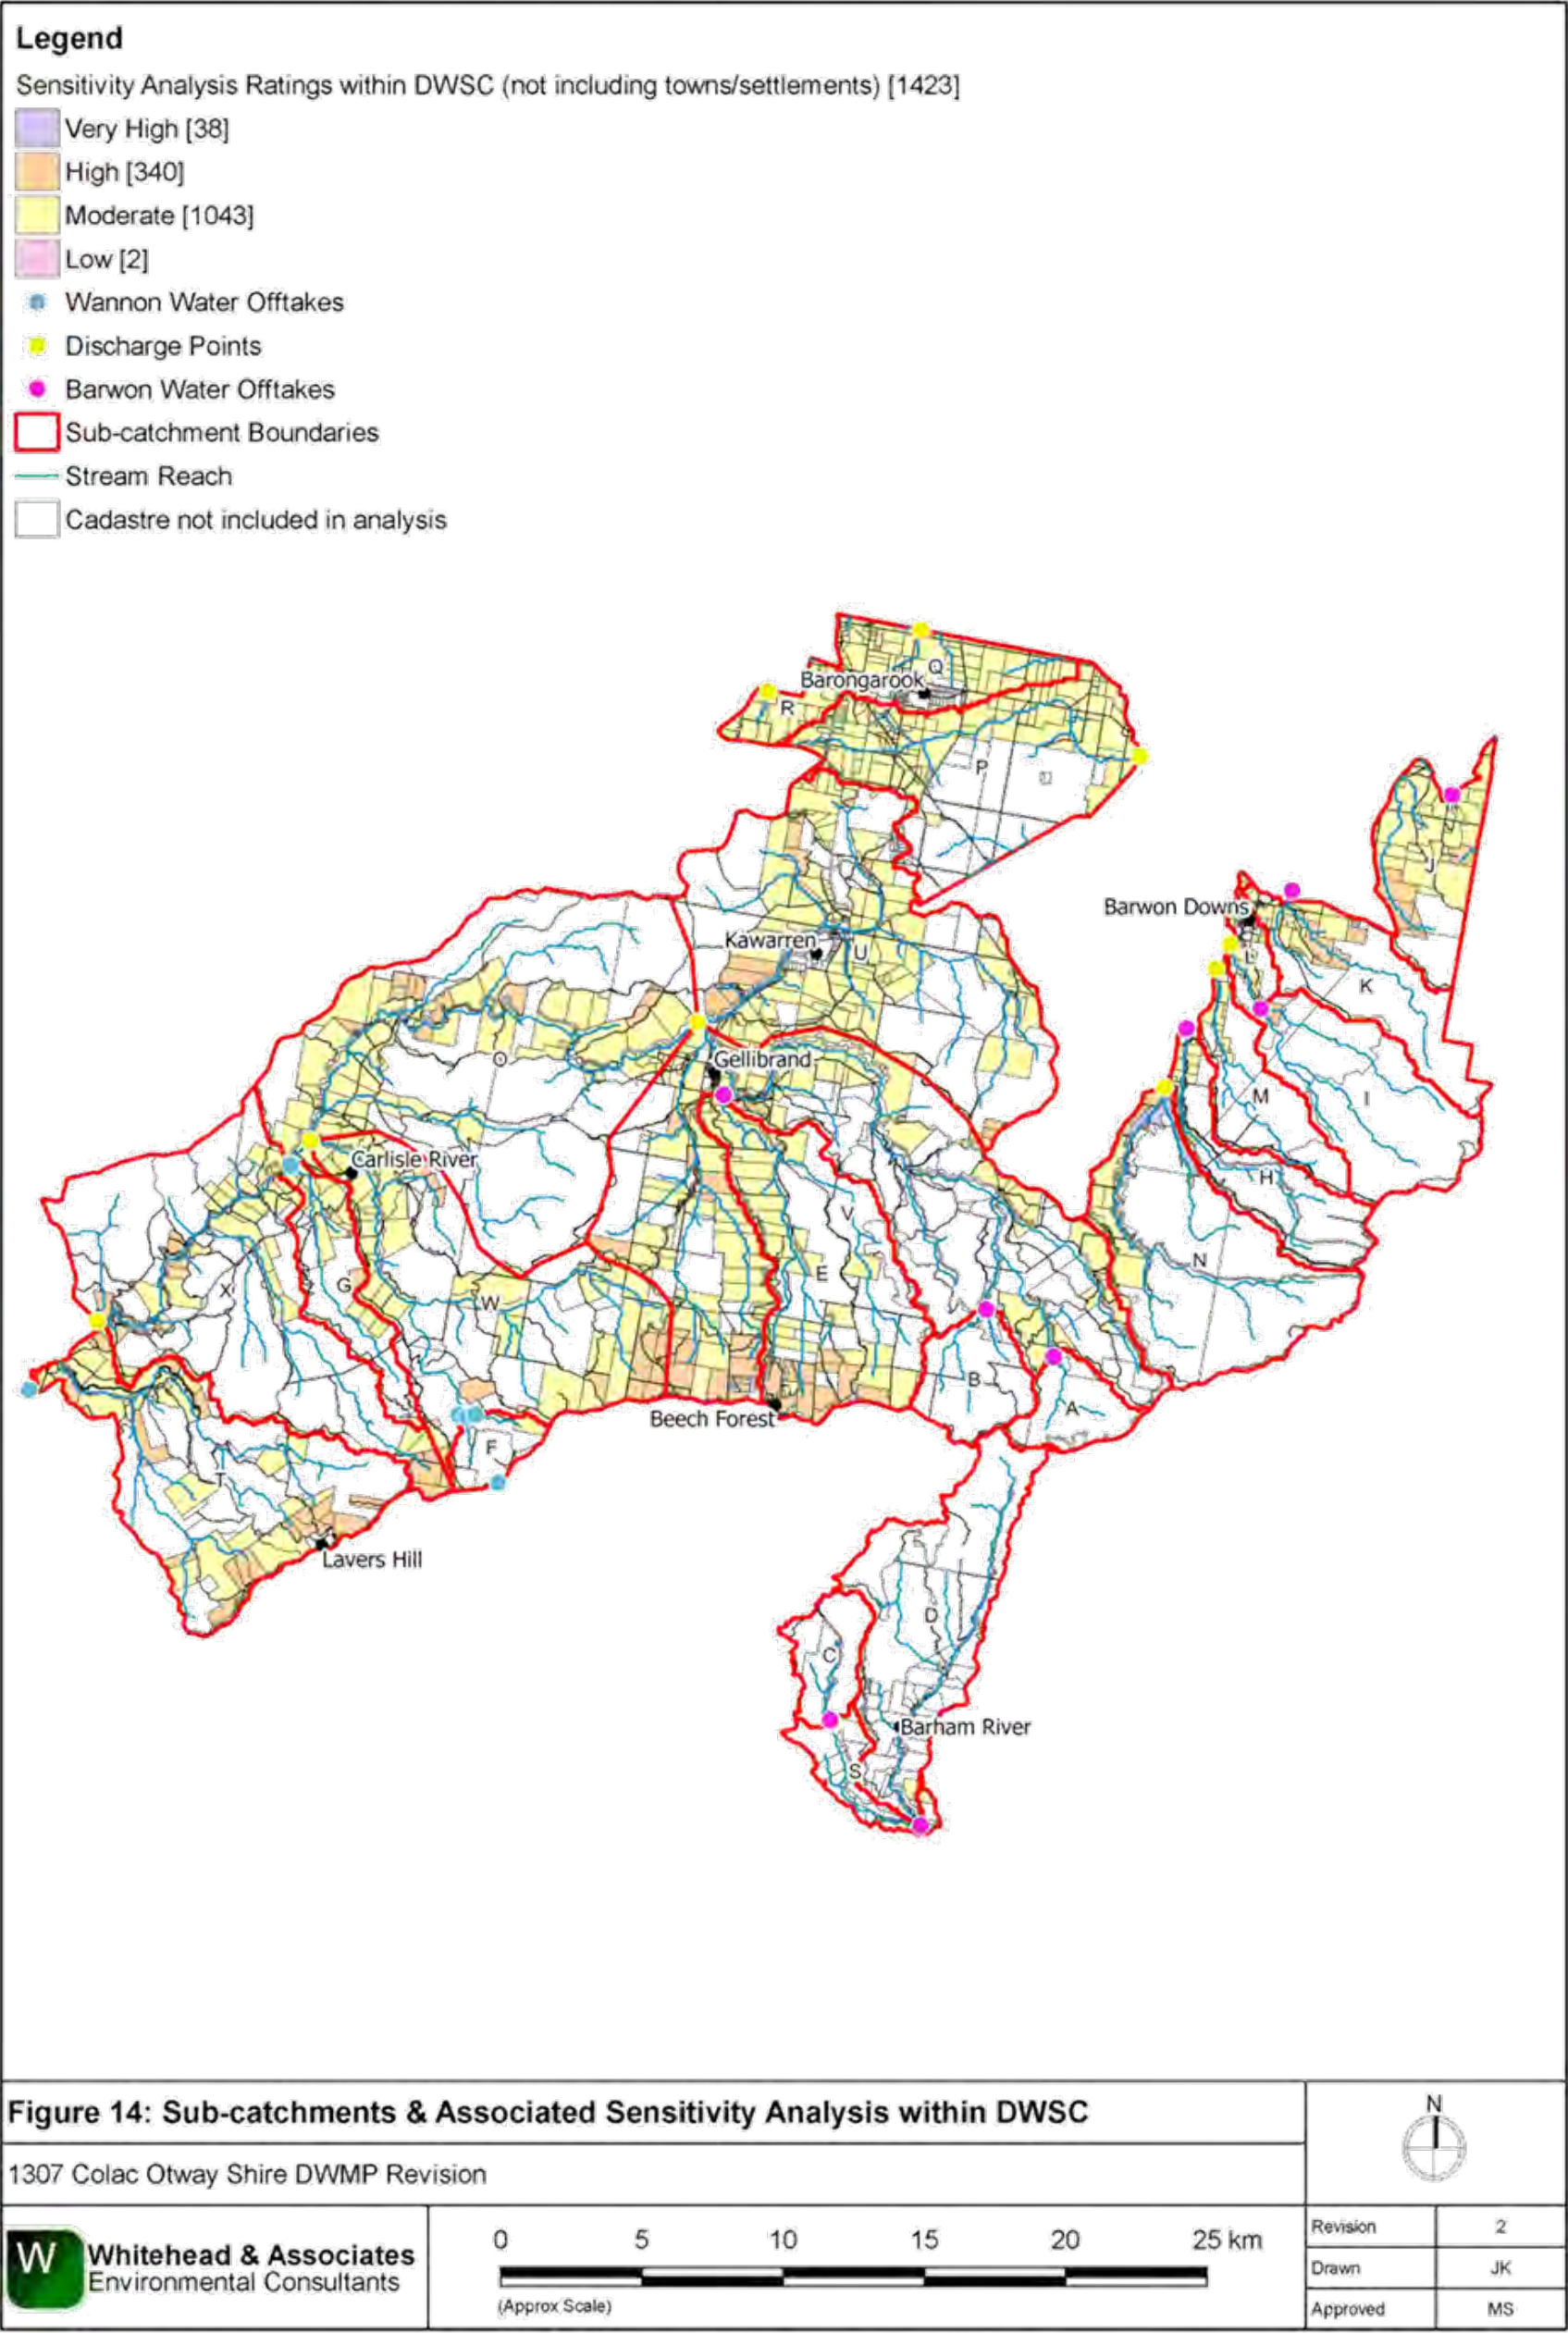 Legend
Sensitivity Analysis Ratings within DWSC (not including towns/settlements) [1423]
Very High [38]
High [340]
Moderate [1043]
Low [2]
Wannon Water Offtakes
Discharge Points
Barwon Water Offtakes
Sub-catchment Boundaries
Stream Reach
Cadastre not included in analysis
Q
Barongarook
R
P
J
Barwon Downs
Kawarren
U
L
K
O
Gellibrand
M
I
Carlisle River
H
V
N
X
G
E
W
B
A
Beech Forest
F
T
Lavers Hill
D
C
Barham River
S
Figure 14: Sub-catchments & Associated Sensitivity Analysis within DWSC
N
1307 Colac Otway Shire DWMP Revision
W
Whitehead & Associates
Environmental Consultants
0 5 10 15 20 25 km
(Approx Scale)
Revision 2
Drawn JK
Approved MS